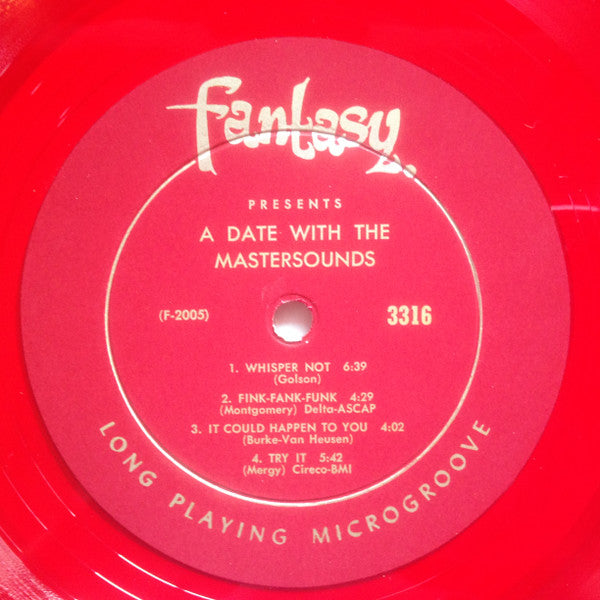 Fantasy
PRESENTS
A DATE WITH THE
MASTERSOUNDS
(F-2005)
3316
1. WHISPER NOT 6:39
(Golson)
2. FINK-FANK-FUNK 4:29
(Montgomery) Delta-ASCAP
3. IT COULD HAPPEN TO YOU 4:02
(Burke-Van Heusen)
4. TRY IT 5:42
(Mergy) Cireco-BMI
LONG PLAYING MICROGROOVE